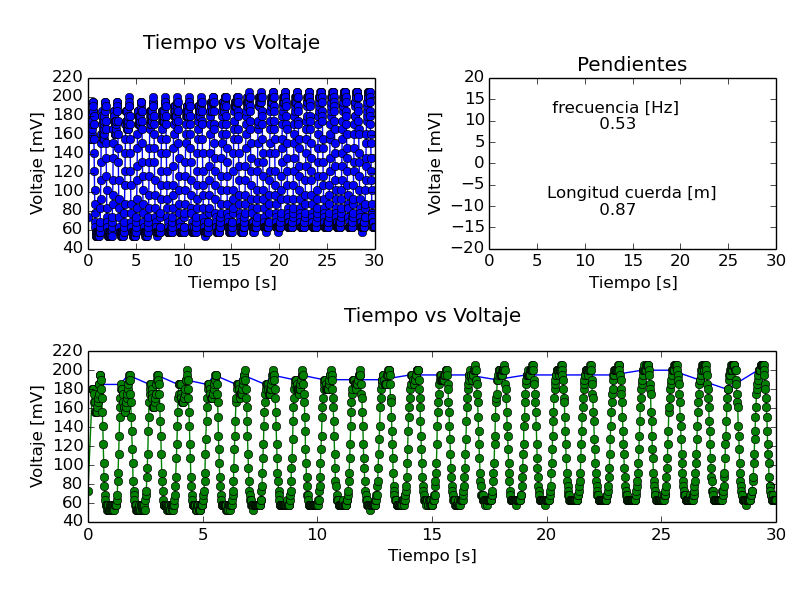 Tiempo vs Voltaje
220
200
180
160
140
120
100
80
60
40
Voltaje [mV]
0 5 10 15 20 25 30
Tiempo [s]
Pendientes
20
15
10
5
0
−5
−10
−15
−20
Voltaje [mV]
frecuencia [Hz]
0.53
Longitud cuerda [m]
0.87
0 5 10 15 20 25 30
Tiempo [s]
Tiempo vs Voltaje
220
200
180
160
140
120
100
80
60
40
Voltaje [mV]
0 5 10 15 20 25 30
Tiempo [s]